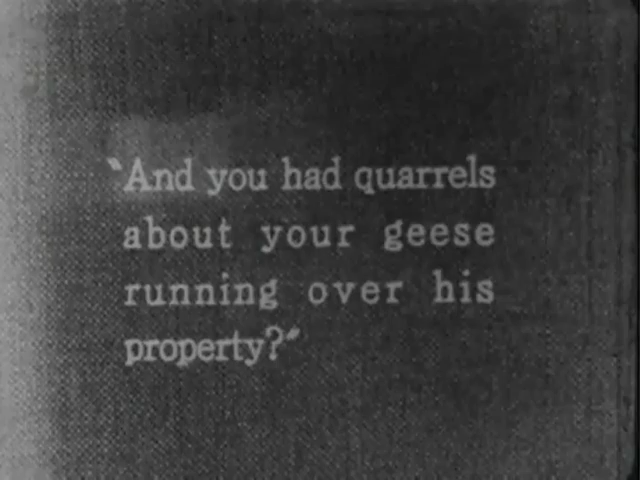 "And you had quarrels
about your geese
running over his
property?"